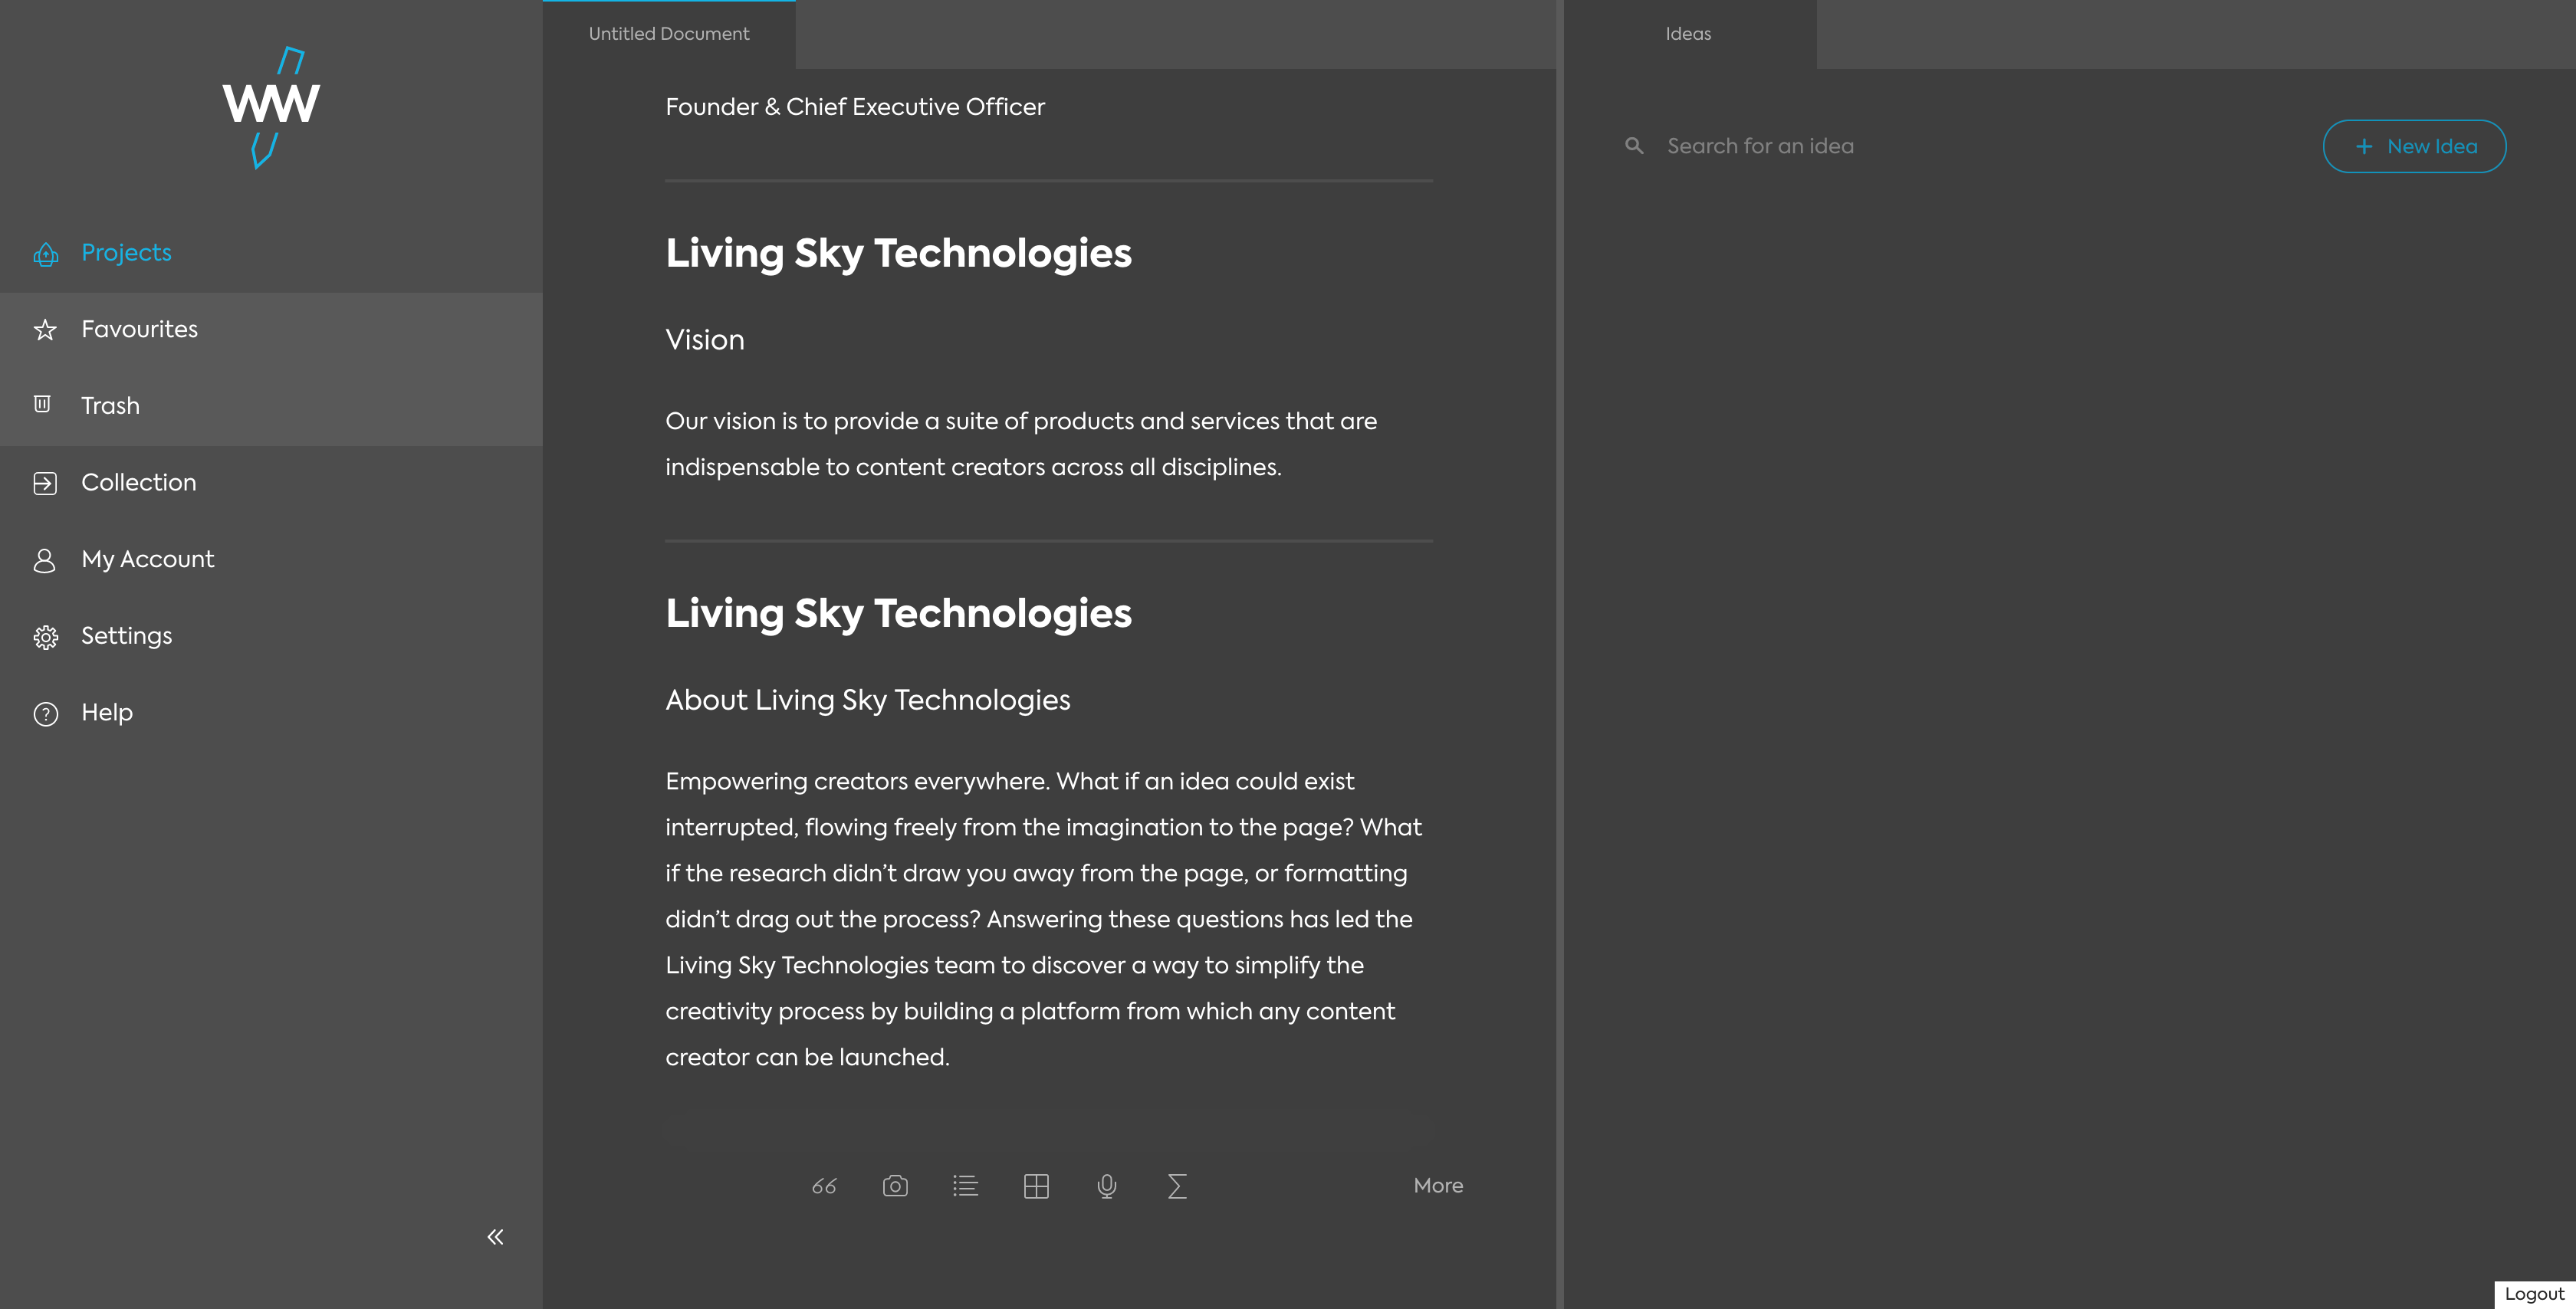 WW
Projects
Favourites
Trash
Collection
My Account
Settings
Help
Untitled Document
Founder & Chief Executive Officer
Living Sky Technologies
Vision
Our vision is to provide a suite of products and services that are
indispensable to content creators across all disciplines.
Living Sky Technologies
About Living Sky Technologies
Empowering creators everywhere. What if an idea could exist
interrupted, flowing freely from the imagination to the page? What
if the research didn’t draw you away from the page, or formatting
didn’t drag out the process? Answering these questions has led the
Living Sky Technologies team to discover a way to simplify the
creativity process by building a platform from which any content
creator can be launched.
More
Ideas
Search for an idea
+ New Idea
Logout